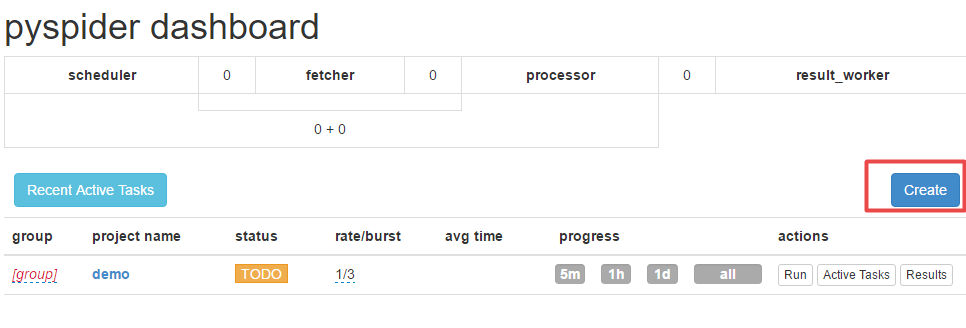 pyspider dashboard
scheduler 0 fetcher 0 processor 0 result_worker
0 + 0
Recent Active Tasks Create
group project name status rate/burst avg time progress actions
[group] demo TODO 1/3 5m 1h 1d all Run Active Tasks Results